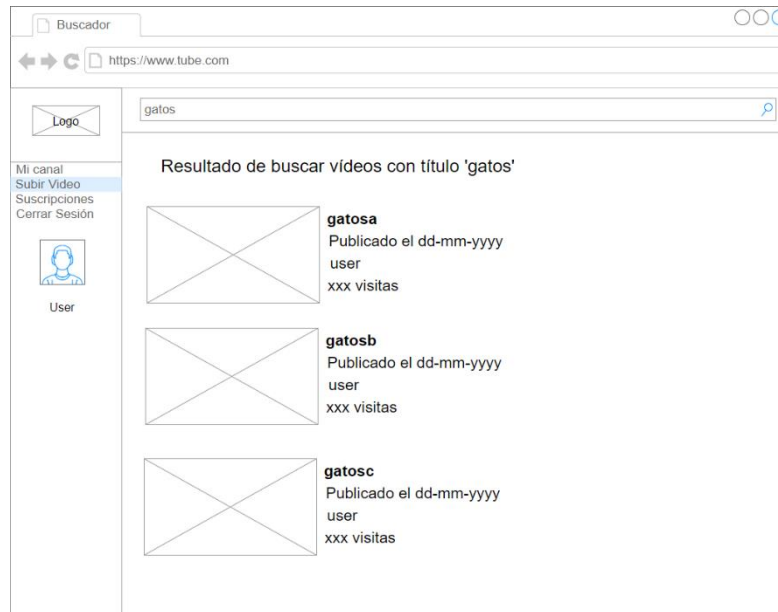 Buscador
https://www.tube.com
Logo
gatos
Mi canal
Subir Video
Suscripciones
Cerrar Sesión
User
Resultado de buscar vídeos con título 'gatos'
gatosa
Publicado el dd-mm-yyyy
user
xxx visitas
gatosb
Publicado el dd-mm-yyyy
user
xxx visitas
gatosc
Publicado el dd-mm-yyyy
user
xxx visitas